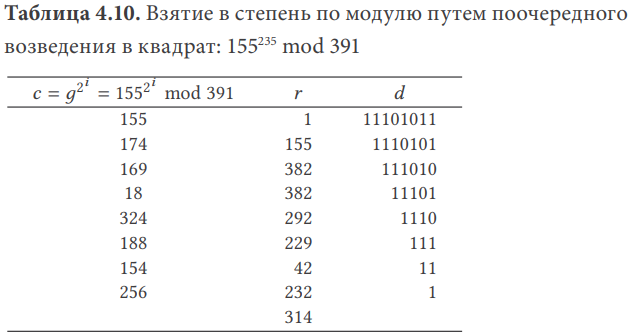 Таблица 4.10. Взятие в степень по модулю путем поочередного
возведения в квадрат: 155²³⁵ mod 391
c = g^{2^i} = 155^{2^i} mod 391 r d
155 1 11101011
174 155 1110101
169 382 111010
18 382 11101
324 292 1110
188 229 111
154 42 11
256 232 1
314